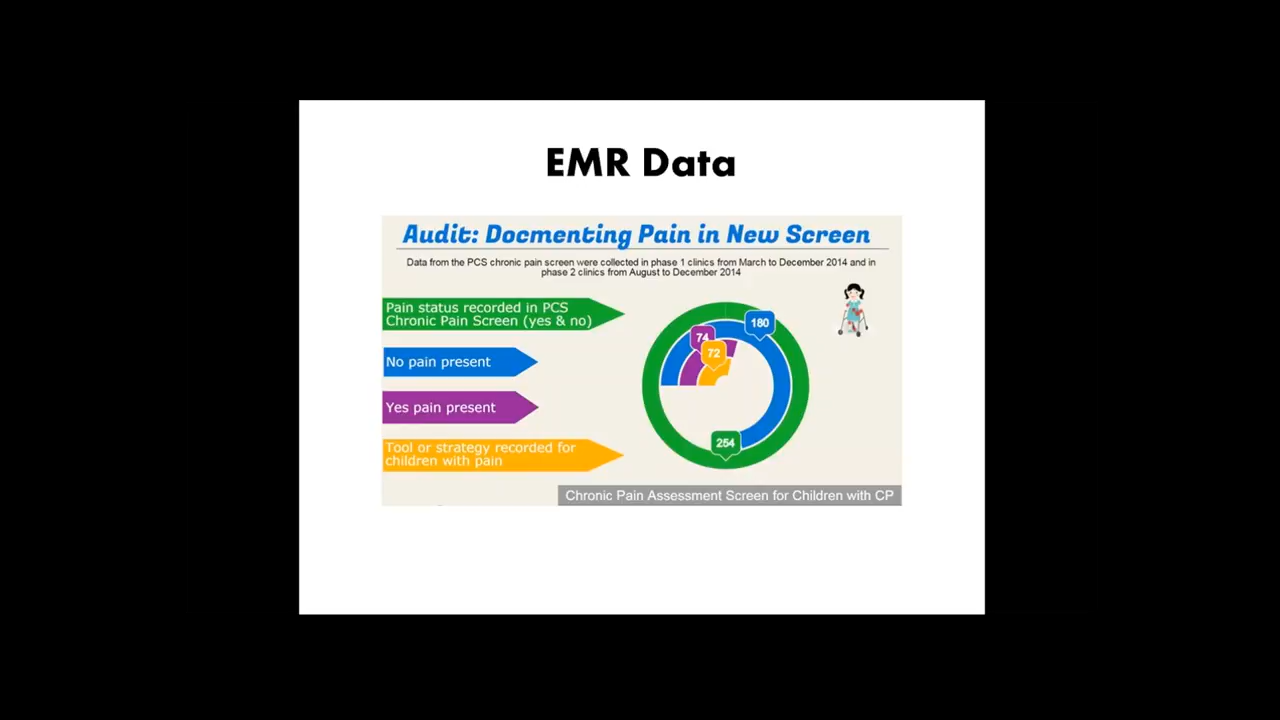 EMR Data
Audit: Docmenting Pain in New Screen
Data from the PCS chronic pain screen were collected in phase 1 clinics from March to December 2014 and in
phase 2 clinics from August to December 2014
Pain status recorded in PCS
Chronic Pain Screen (yes & no)
No pain present
Yes pain present
Tool or strategy recorded for
children with pain
180
74
72
254
Chronic Pain Assessment Screen for Children with CP